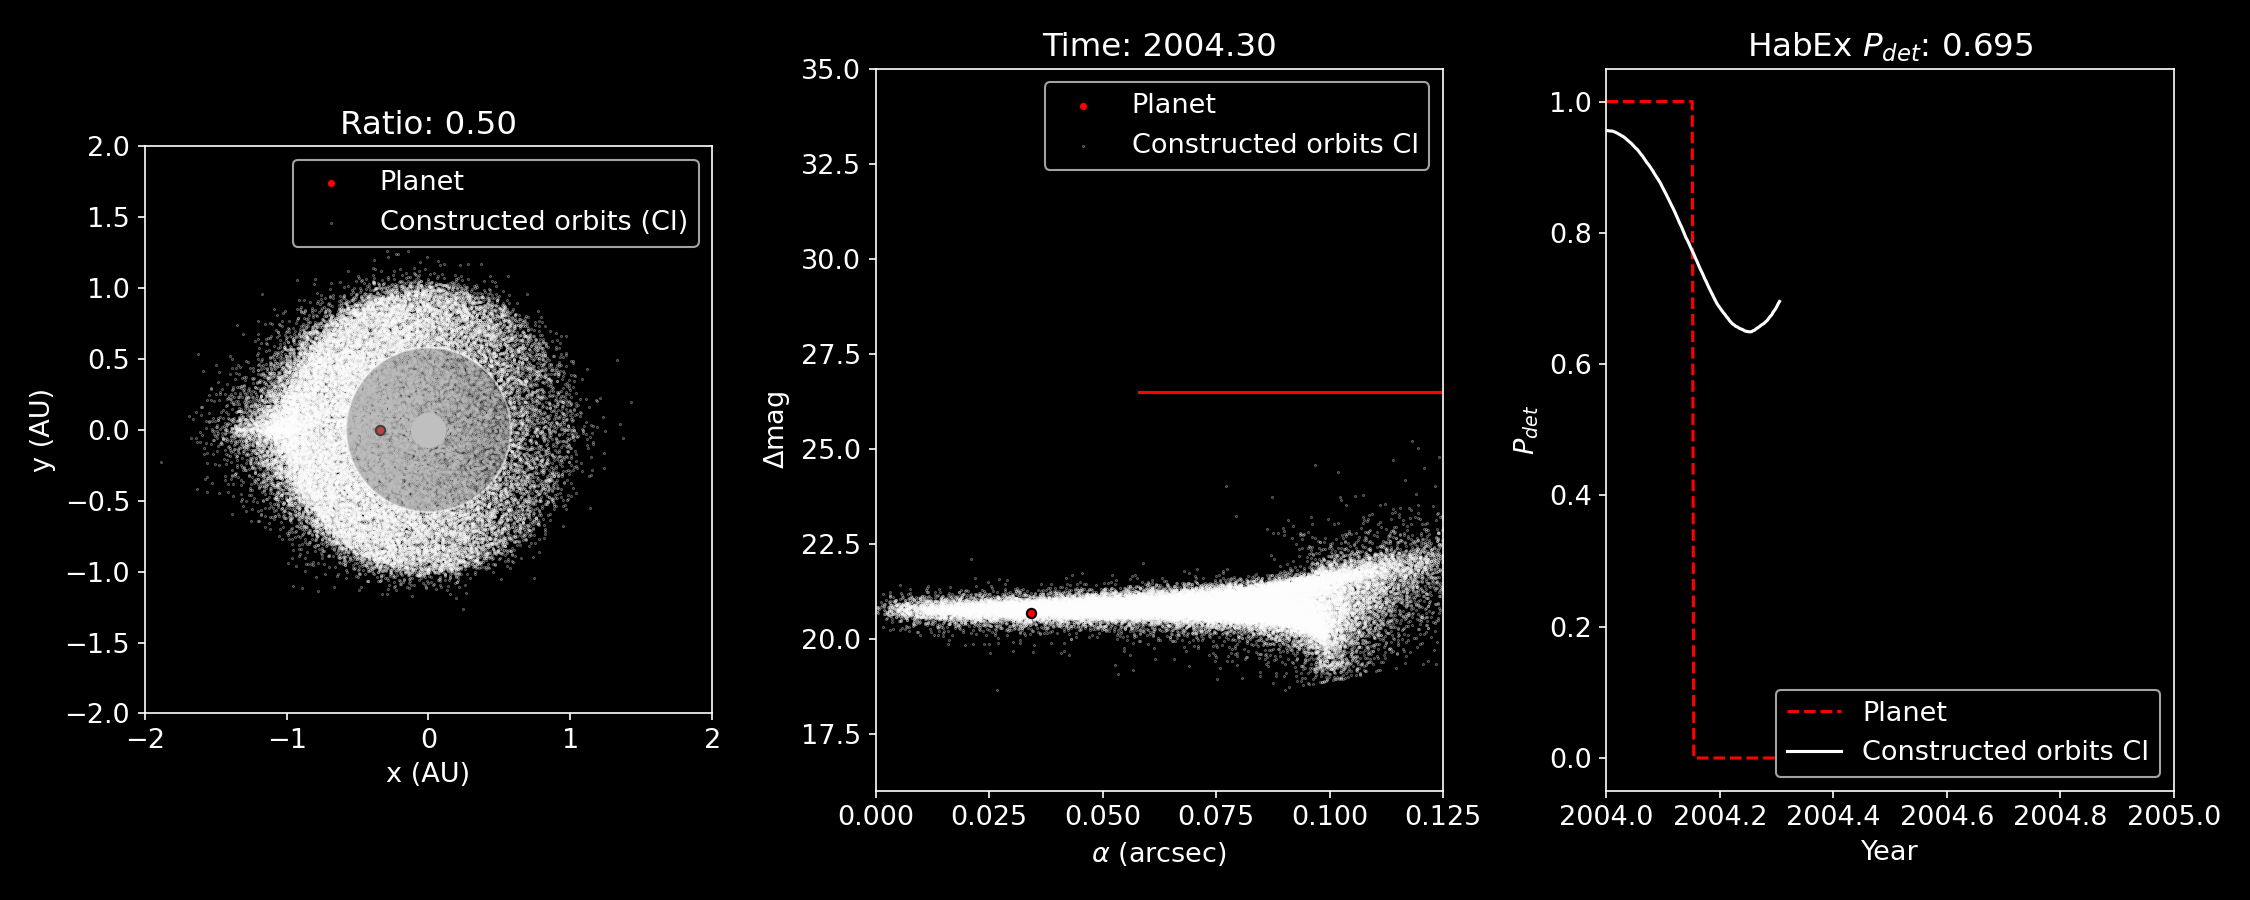 Ratio: 0.50
2.0
1.5
1.0
0.5
0.0
−0.5
−1.0
−1.5
−2.0
−2 −1 0 1 2
x (AU)
y (AU)
Planet
Constructed orbits (CI)
Time: 2004.30
35.0
32.5
30.0
27.5
25.0
22.5
20.0
17.5
0.000 0.025 0.050 0.075 0.100 0.125
α (arcsec)
Δmag
Planet
Constructed orbits CI
HabEx P_det: 0.695
1.0
0.8
0.6
0.4
0.2
0.0
2004.0 2004.2 2004.4 2004.6 2004.8 2005.0
Year
P_det
Planet
Constructed orbits CI